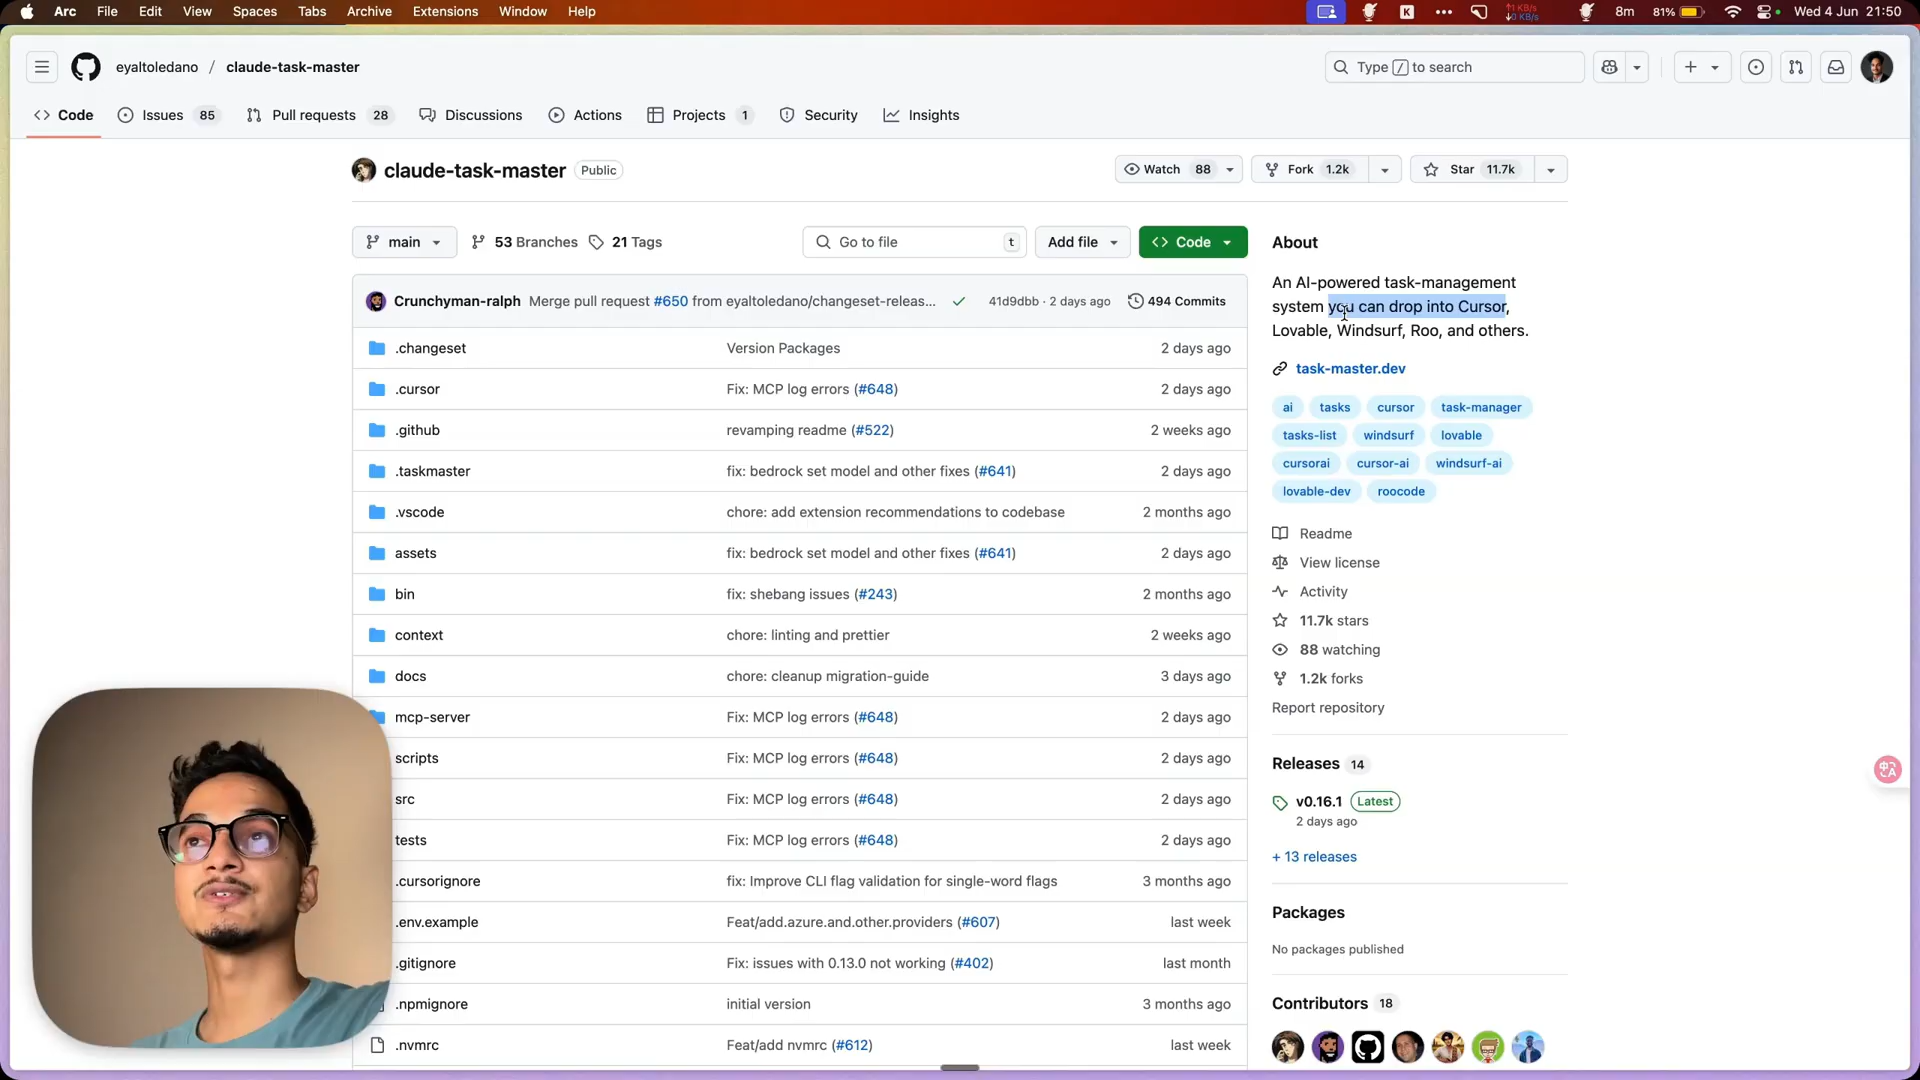 Arc File Edit View Spaces Tabs Archive Extensions Window Help
K 1 KB/s 0 KB/s 8m 81% Wed 4 Jun 21:50
eyaltoledano / claude-task-master
Type / to search
Code Issues 85 Pull requests 28 Discussions Actions Projects 1 Security Insights
claude-task-master Public
Watch 88 Fork 1.2k Star 11.7k
main 53 Branches 21 Tags Go to file t Add file Code
Crunchyman-ralph Merge pull request #650 from eyaltoledano/changeset-releas... 41d9dbb · 2 days ago 494 Commits
.changeset Version Packages 2 days ago
.cursor Fix: MCP log errors (#648) 2 days ago
.github revamping readme (#522) 2 weeks ago
.taskmaster fix: bedrock set model and other fixes (#641) 2 days ago
.vscode chore: add extension recommendations to codebase 2 months ago
assets fix: bedrock set model and other fixes (#641) 2 days ago
bin fix: shebang issues (#243) 2 months ago
context chore: linting and prettier 2 weeks ago
docs chore: cleanup migration-guide 3 days ago
mcp-server Fix: MCP log errors (#648) 2 days ago
scripts Fix: MCP log errors (#648) 2 days ago
src Fix: MCP log errors (#648) 2 days ago
tests Fix: MCP log errors (#648) 2 days ago
.cursorignore fix: Improve CLI flag validation for single-word flags 3 months ago
.env.example Feat/add.azure.and.other.providers (#607) last week
.gitignore Fix: issues with 0.13.0 not working (#402) last month
.npmignore initial version 3 months ago
.nvmrc Feat/add nvmrc (#612) last week
About
An AI-powered task-management
system you can drop into Cursor,
Lovable, Windsurf, Roo, and others.
task-master.dev
ai tasks cursor task-manager
tasks-list windsurf lovable
cursorai cursor-ai windsurf-ai
lovable-dev roocode
Readme
View license
Activity
11.7k stars
88 watching
1.2k forks
Report repository
Releases 14
v0.16.1 Latest
2 days ago
+ 13 releases
Packages
No packages published
Contributors 18
中A